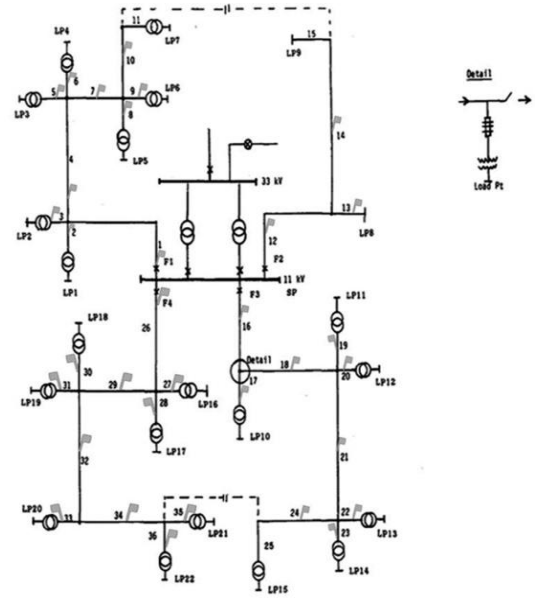 11
LP7
15
LP9
LP4
10
Detail
6
5
7
9
LP6
LP3
8
14
LP5
33 kV
Load Pt
4
13
LP8
3
LP2
2
12
1
LP1
F1
F2
11 kV
SP
F4
F3
LP18
26
16
LP11
19
Detail
18
30
17
20
LP12
31
29
27
LP19
28
LP16
LP10
LP17
32
21
LP20
33
34
35
LP21
24
22
LP13
36
23
25
LP14
LP22
LP15